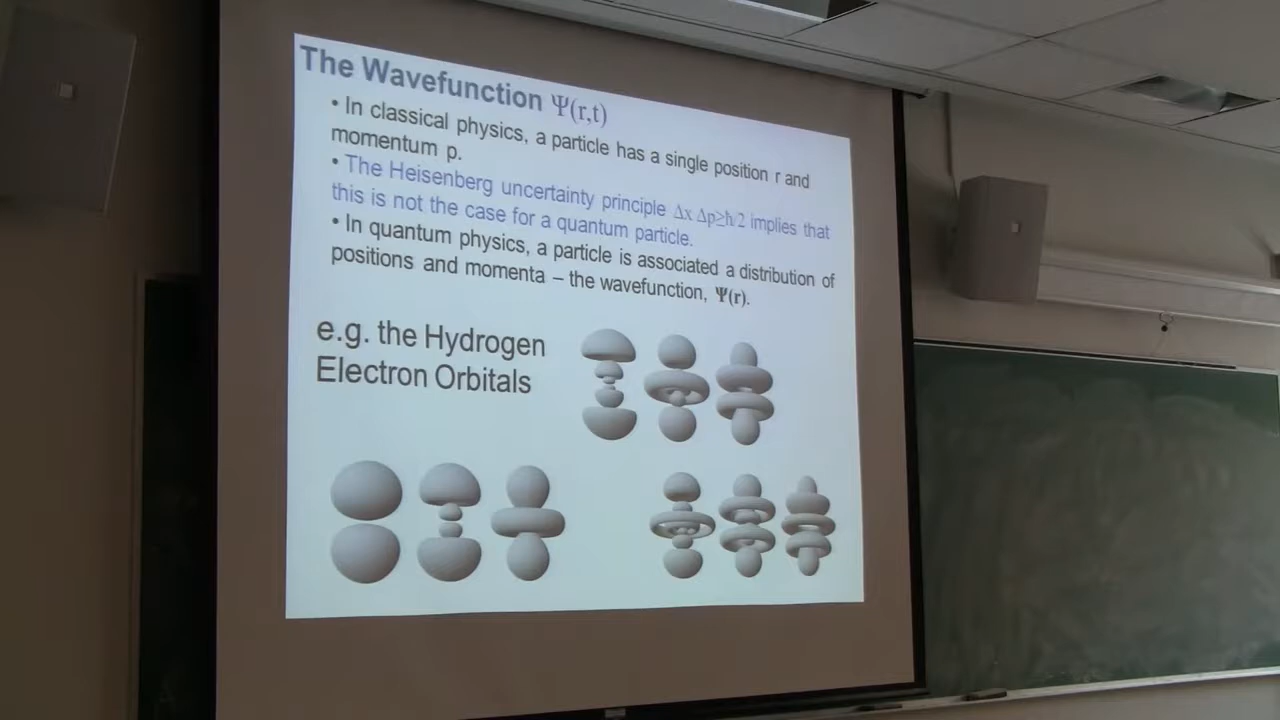 The Wavefunction Ψ(r,t)
• In classical physics, a particle has a single position r and
momentum p.
• The Heisenberg uncertainty principle Δx Δp≥ħ/2 implies that
this is not the case for a quantum particle.
• In quantum physics, a particle is associated a distribution of
positions and momenta – the wavefunction, Ψ(r).
e.g. the Hydrogen
Electron Orbitals